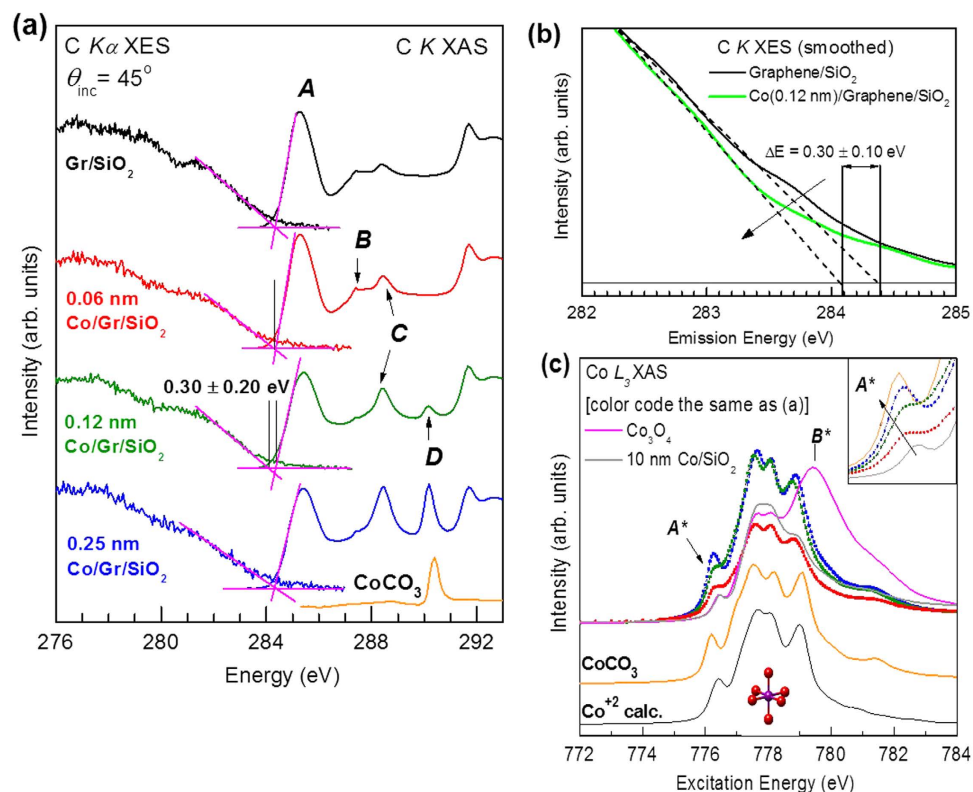 (a)
C Kα XES
C K XAS
θinc = 45°
A
Gr/SiO2
B
0.06 nm
Co/Gr/SiO2
C
0.30 ± 0.20 eV
0.12 nm
Co/Gr/SiO2
D
0.25 nm
Co/Gr/SiO2
CoCO3
276 280 284 288 292
Energy (eV)
Intensity (arb. units)
(b)
C K XES (smoothed)
Graphene/SiO2
Co(0.12 nm)/Graphene/SiO2
ΔE = 0.30 ± 0.10 eV
282 283 284 285
Emission Energy (eV)
Intensity (arb. units)
(c)
Co L3 XAS
[color code the same as (a)]
Co3O4
10 nm Co/SiO2
A*
B*
A*
CoCO3
Co+2 calc.
772 774 776 778 780 782 784
Excitation Energy (eV)
Intensity (arb. units)